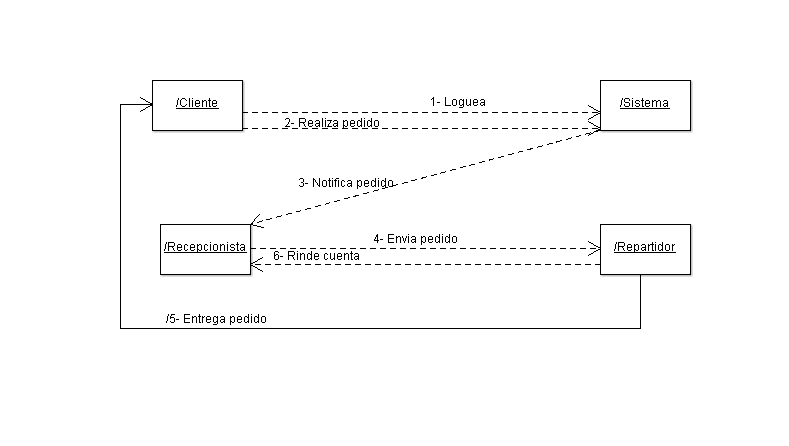 /Cliente
1- Loguea
/Sistema
2- Realiza pedido
3- Notifica pedido
/Recepcionista
4- Envia pedido
/Repartidor
6- Rinde cuenta
/5- Entrega pedido